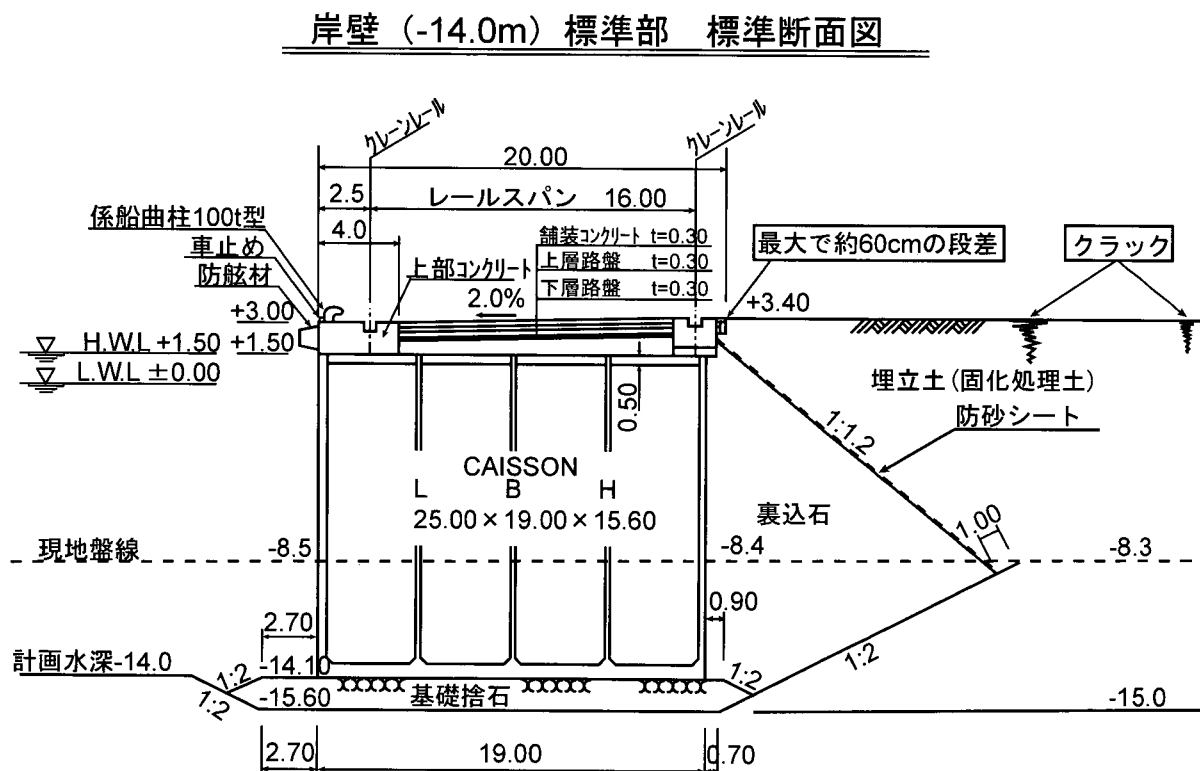 岸壁（-14.0m）標準部　標準断面図
クレーンレール
クレーンレール
20.00
2.5
レールスパン 16.00
係船曲柱100t型
4.0
舗装コンクリート t=0.30
最大で約60cmの段差
クラック
車止め
上部コンクリート
上層路盤 t=0.30
防舷材
2.0%
下層路盤 t=0.30
+3.00
+3.40
H.W.L +1.50
+1.50
L.W.L ±0.00
0.50
埋立土(固化処理土)
1:1.2
防砂シート
CAISSON
L B H
25.00×19.00×15.60
裏込石
1.00
現地盤線
-8.5
-8.4
-8.3
0.90
2.70
計画水深-14.0
1:2
-14.10
1:2
1:2
1:2
-15.60
基礎捨石
-15.0
2.70
19.00
0.70